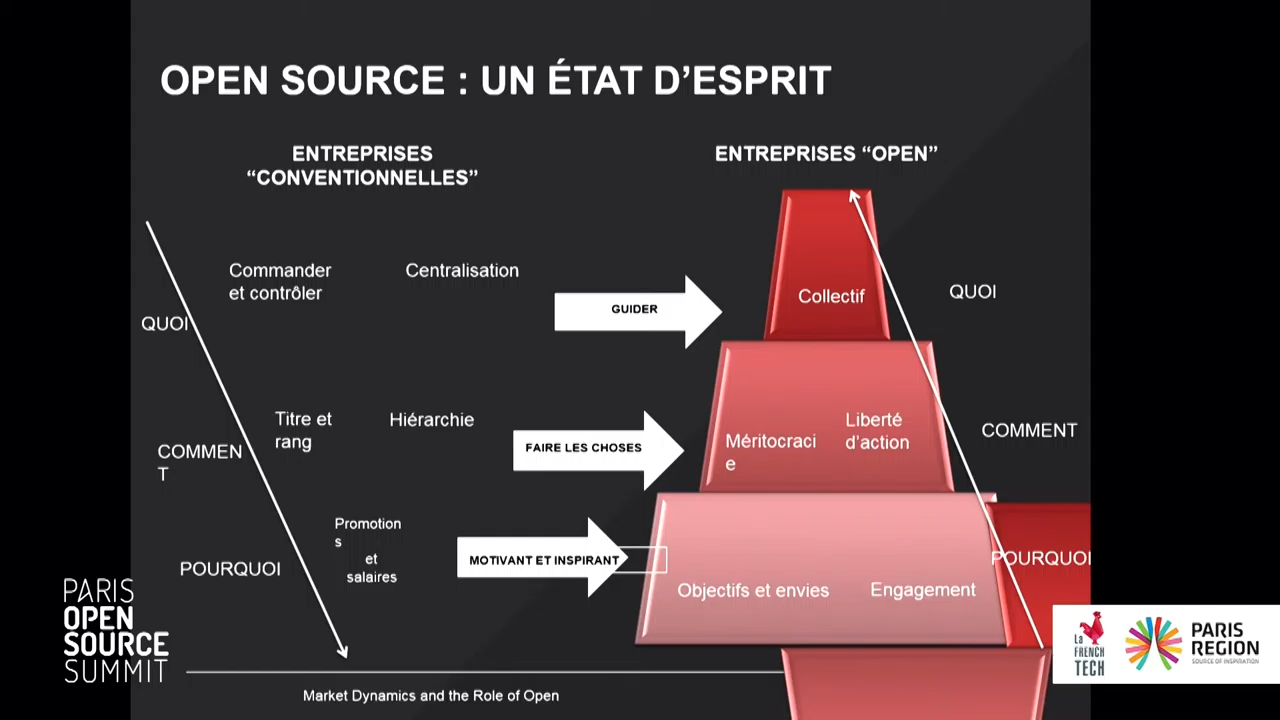 OPEN SOURCE : UN ÉTAT D’ESPRIT
ENTREPRISES
“CONVENTIONNELLES”
ENTREPRISES “OPEN”
Commander
et contrôler
Centralisation
GUIDER
Collectif
QUOI
QUOI
Titre et
rang
Hiérarchie
FAIRE LES CHOSES
Méritocraci
e
Liberté
d’action
COMMENT
COMMEN
T
Promotion
s
et
salaires
MOTIVANT ET INSPIRANT
Objectifs et envies
Engagement
POURQUOI
POURQUOI
PARIS
OPEN
SOURCE
SUMMIT
Market Dynamics and the Role of Open
La
FRENCH
TECH
PARIS
REGION
SOURCE OF INSPIRATION